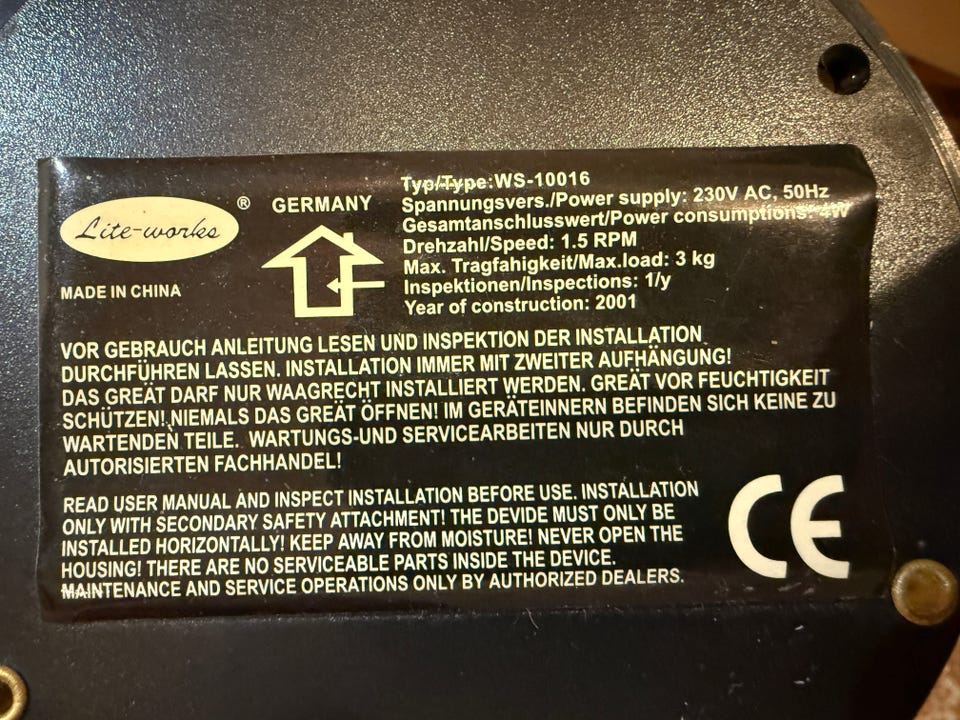 Lite-works
®
GERMANY
MADE IN CHINA
Typ/Type:WS-10016
Spannungsvers./Power supply: 230V AC, 50Hz
Gesamtanschlusswert/Power consumptions: 4W
Drehzahl/Speed: 1.5 RPM
Max. Tragfahigkeit/Max.load: 3 kg
Inspektionen/Inspections: 1/y
Year of construction: 2001
VOR GEBRAUCH ANLEITUNG LESEN UND INSPEKTION DER INSTALLATION
DURCHFÜHREN LASSEN. INSTALLATION IMMER MIT ZWEITER AUFHÄNGUNG!
DAS GREÄT DARF NUR WAAGRECHT INSTALLIERT WERDEN. GREÄT VOR FEUCHTIGKEIT
SCHÜTZEN! NIEMALS DAS GREÄT ÖFFNEN! IM GERÄTEINNERN BEFINDEN SICH KEINE ZU
WARTENDEN TEILE. WARTUNGS-UND SERVICEARBEITEN NUR DURCH
AUTORISIERTEN FACHHANDEL!
READ USER MANUAL AND INSPECT INSTALLATION BEFORE USE. INSTALLATION
ONLY WITH SECONDARY SAFETY ATTACHMENT! THE DEVIDE MUST ONLY BE
INSTALLED HORIZONTALLY! KEEP AWAY FROM MOISTURE! NEVER OPEN THE
HOUSING! THERE ARE NO SERVICEABLE PARTS INSIDE THE DEVICE.
MAINTENANCE AND SERVICE OPERATIONS ONLY BY AUTHORIZED DEALERS.
CE